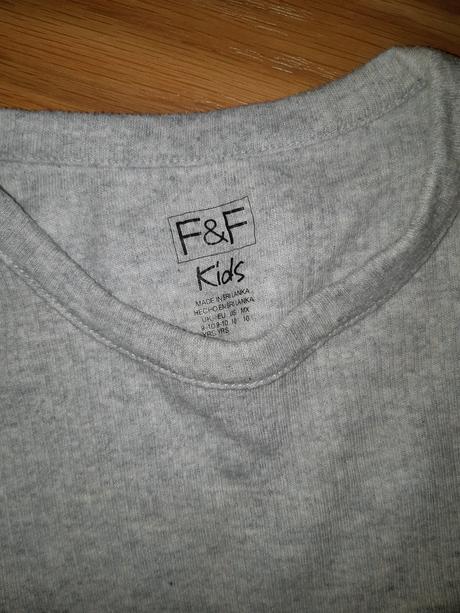 F&F
Kids
MADE IN SRI LANKA
HECHO EN SRI LANKA
UK EU US MX
9-10 9-10 10 10
YRS YRS